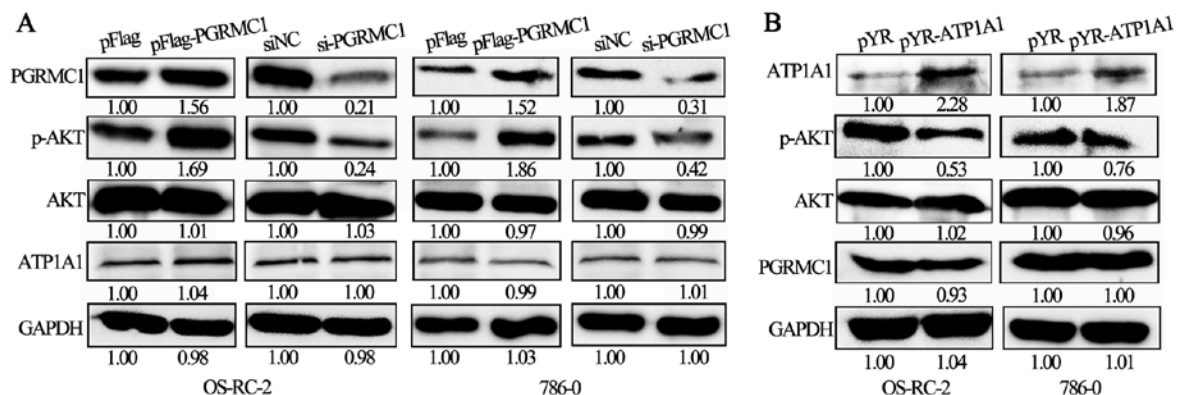 A B
pFlag pFlag-PGRMC1 siNC si-PGRMC1 pFlag pFlag-PGRMC1 siNC si-PGRMC1 pYR pYR-ATP1A1 pYR pYR-ATP1A1
PGRMC1 ATP1A1
1.00 1.56 1.00 0.21 1.00 1.52 1.00 0.31 1.00 2.28 1.00 1.87
p-AKT p-AKT
1.00 1.69 1.00 0.24 1.00 1.86 1.00 0.42 1.00 0.53 1.00 0.76
AKT AKT
1.00 1.01 1.00 1.03 1.00 0.97 1.00 0.99 1.00 1.02 1.00 0.96
ATP1A1 PGRMC1
1.00 1.04 1.00 1.00 1.00 0.99 1.00 1.01 1.00 0.93 1.00 1.00
GAPDH GAPDH
1.00 0.98 1.00 0.98 1.00 1.03 1.00 1.00 1.00 1.04 1.00 1.01
OS-RC-2 786-0 OS-RC-2 786-0